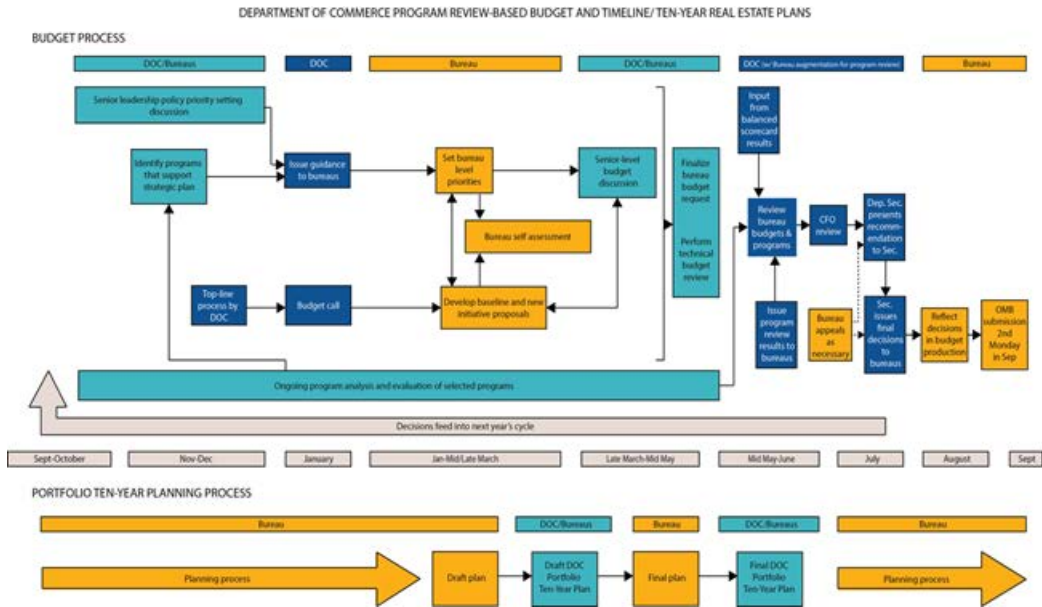 DEPARTMENT OF COMMERCE PROGRAM REVIEW-BASED BUDGET AND TIMELINE/ TEN-YEAR REAL ESTATE PLANS
BUDGET PROCESS
DOC/Bureaus
DOC
Bureau
DOC/Bureaus
DOC (w/ Bureau augmentation for program review)
Bureau
Senior leadership policy priority setting
discussion
Identify programs
that support
strategic plan
Issue guidance
to bureaus
Set bureau
level
priorities
Senior-level
budget
discussion
Finalize
bureau
budget
request
Perform
technical
budget
review
Input
from
balanced
scorecard
results
Review
bureau
budgets &
programs
CFO
review
Dep. Sec.
presents
recom-
mendation
to Sec.
Bureau self assessment
Top-line
process by
DOC
Budget call
Develop baseline and new
initiative proposals
Issue
program
review
results to
bureaus
Bureau
appeals as
necessary
Sec.
issues
final
decisions
to
bureaus
Reflect
decisions
in budget
production
OMB
submission
2nd
Monday
in Sep
Ongoing program analysis and evaluation of selected programs
Decisions feed into next year's cycle
Sept-October
Nov-Dec
January
Jan-Mid/Late March
Late March-Mid May
Mid May-June
July
August
Sept
PORTFOLIO TEN-YEAR PLANNING PROCESS
Bureau
DOC/Bureaus
Bureau
DOC/Bureaus
Bureau
Planning process
Draft plan
Draft DOC
Portfolio
Ten-Year Plan
Final plan
Final DOC
Portfolio
Ten-Year Plan
Planning process